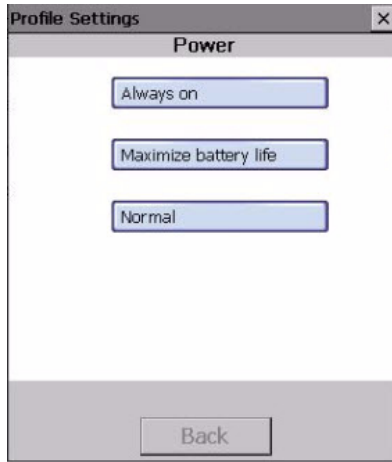 Profile Settings
Power
Always on
Maximize battery life
Normal
Back